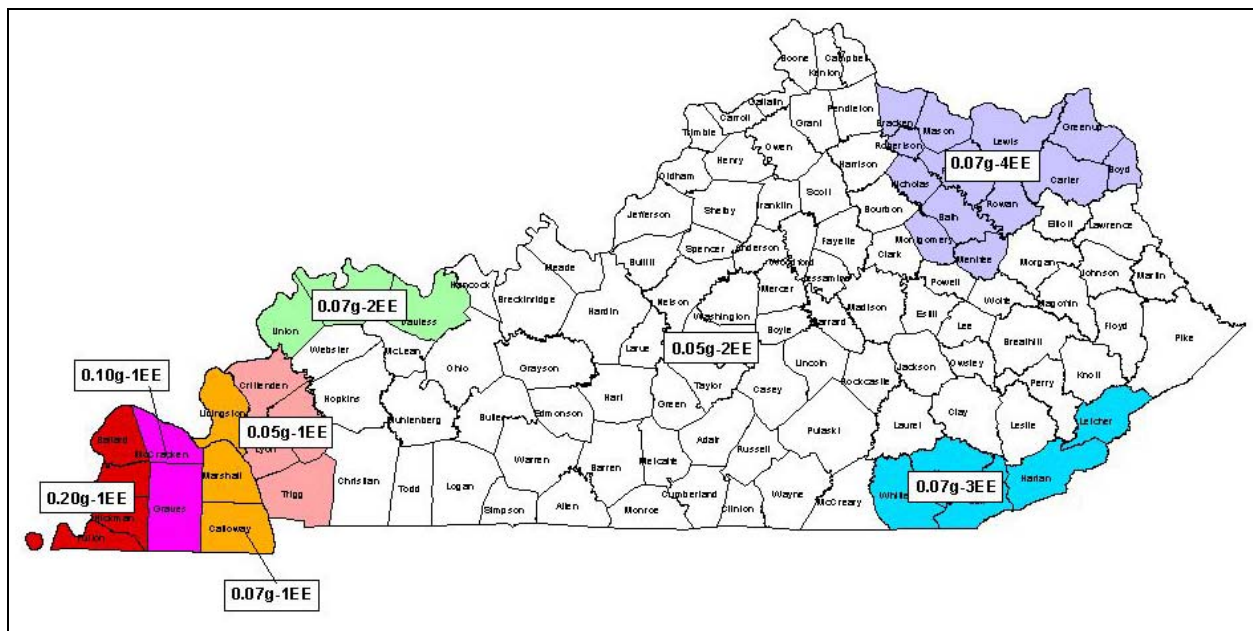 Boone
Kenton
Campbell
Gallatin
Pendleton
Carroll
Grant
Trimble
Bracken
Mason
Greenup
Owen
Robertson
Lewis
Henry
Harrison
0.07g-4EE
Boyd
Oldham
Nicholas
Carter
Scott
Rowan
Jefferson
Shelby
Franklin
Bourbon
Bath
Elliott
Lawrence
Fayette
Montgomery
Spencer
Anderson
Woodford
Clark
Menifee
Bullitt
Morgan
Meade
Jessamine
Johnson
Martin
Hancock
Mercer
Powell
Breckinridge
Nelson
Madison
Wolfe
Magoffin
0.07g-2EE
Hardin
Washington
Garrard
Estill
Daviess
Lee
Floyd
Union
Boyle
Pike
Larue
0.05g-2EE
Breathitt
Webster
McLean
Lincoln
Ohio
Grayson
Owsley
Jackson
Knott
0.10g-1EE
Crittenden
Taylor
Rockcastle
Perry
Hopkins
Hart
Green
Casey
Livingston
Muhlenberg
Butler
Edmonson
Clay
Letcher
0.05g-1EE
Pulaski
Laurel
Leslie
Ballard
Adair
Lyon
Russell
McCracken
Warren
Metcalfe
Barren
Marshall
Christian
Harlan
0.20g-1EE
Trigg
Todd
Logan
Cumberland
Wayne
Whitley
0.07g-3EE
Graves
Allen
Clinton
McCreary
Hickman
Simpson
Monroe
Calloway
Fulton
0.07g-1EE